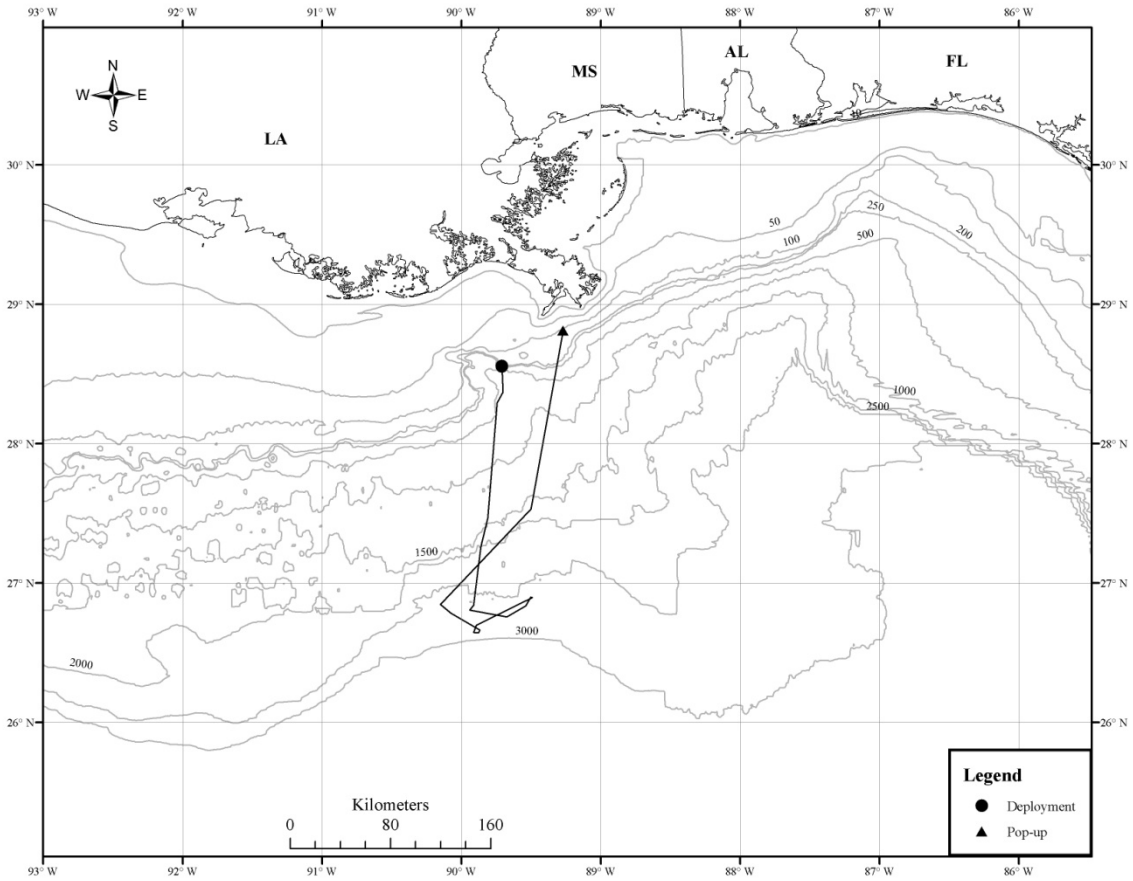 93° W 92° W 91° W 90° W 89° W 88° W 87° W 86° W
N
W E
S
LA
MS
AL
FL
30° N 30° N
29° N 29° N
28° N 28° N
27° N 27° N
26° N 26° N
50
100
250
200
500
1000
2500
1500
3000
2000
Kilometers
0 80 160
Legend
Deployment
Pop-up
93° W 92° W 91° W 90° W 89° W 88° W 87° W 86° W